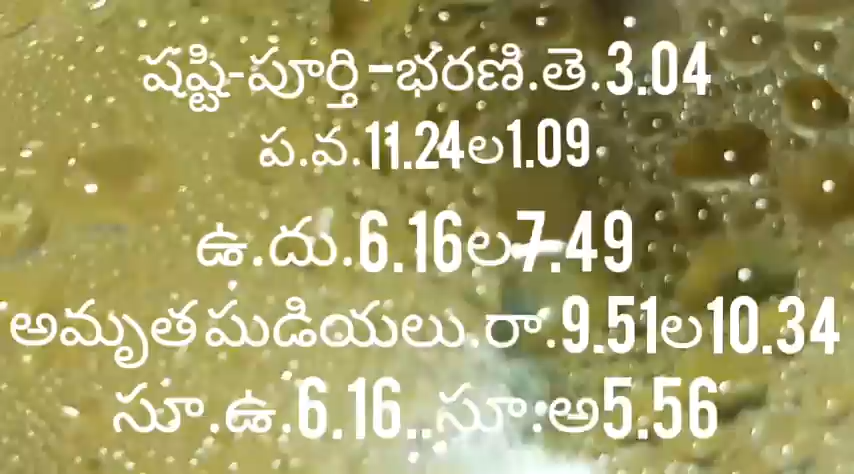 షష్టి-పూర్తి-భరణి.తె.3.04
ప.వ.11.24ల1.09
ఉ.దు.6.16ల7.49
అమృతఘడియలు.రా.9.51ల10.34
సూ.ఉ.6.16..సూ.అ5.56